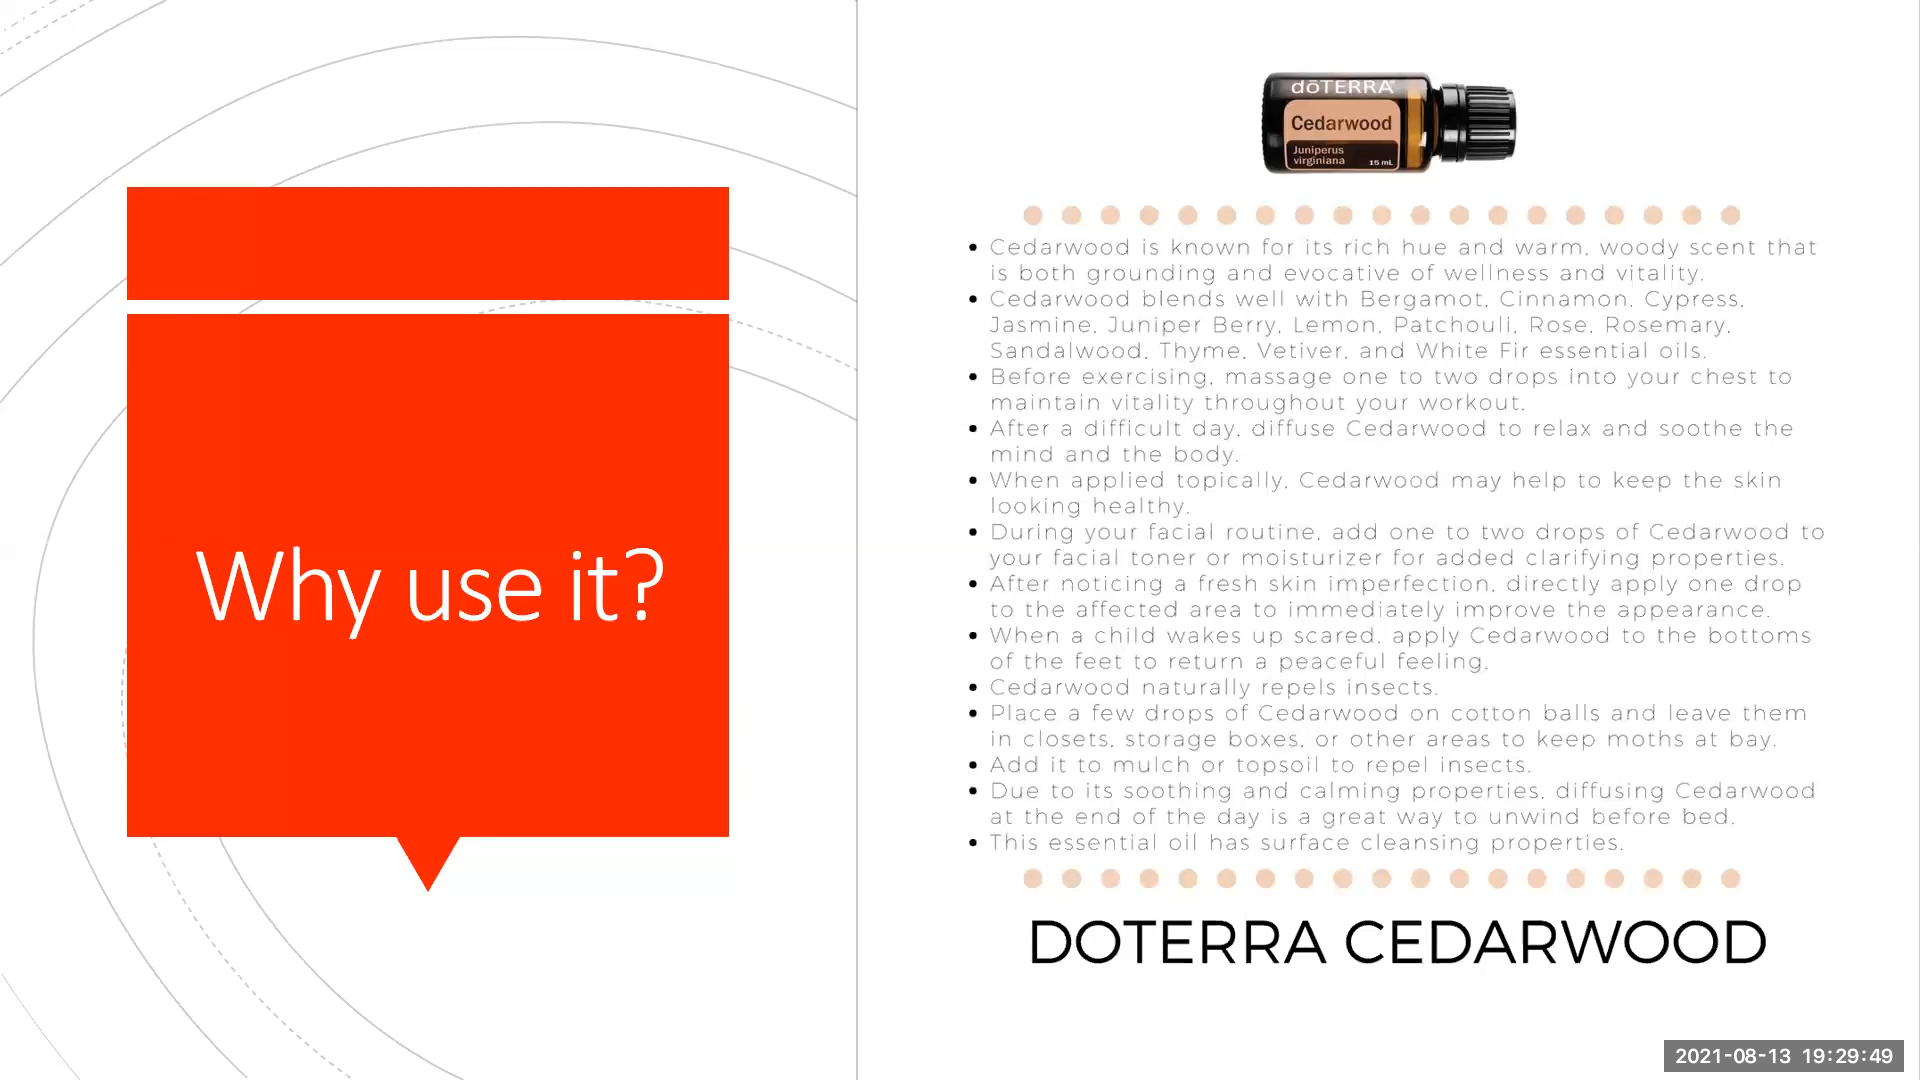 Why use it?
dōTERRA
Cedarwood
Juniperus
virginiana
15 mL
Cedarwood is known for its rich hue and warm, woody scent that
is both grounding and evocative of wellness and vitality.
Cedarwood blends well with Bergamot, Cinnamon, Cypress,
Jasmine, Juniper Berry, Lemon, Patchouli, Rose, Rosemary,
Sandalwood, Thyme, Vetiver, and White Fir essential oils.
Before exercising, massage one to two drops into your chest to
maintain vitality throughout your workout.
After a difficult day, diffuse Cedarwood to relax and soothe the
mind and the body.
When applied topically, Cedarwood may help to keep the skin
looking healthy.
During your facial routine, add one to two drops of Cedarwood to
your facial toner or moisturizer for added clarifying properties.
After noticing a fresh skin imperfection, directly apply one drop
to the affected area to immediately improve the appearance.
When a child wakes up scared, apply Cedarwood to the bottoms
of the feet to return a peaceful feeling.
Cedarwood naturally repels insects.
Place a few drops of Cedarwood on cotton balls and leave them
in closets, storage boxes, or other areas to keep moths at bay.
Add it to mulch or topsoil to repel insects.
Due to its soothing and calming properties, diffusing Cedarwood
at the end of the day is a great way to unwind before bed.
This essential oil has surface cleansing properties.
DOTERRA CEDARWOOD
2021-08-13 19:29:49